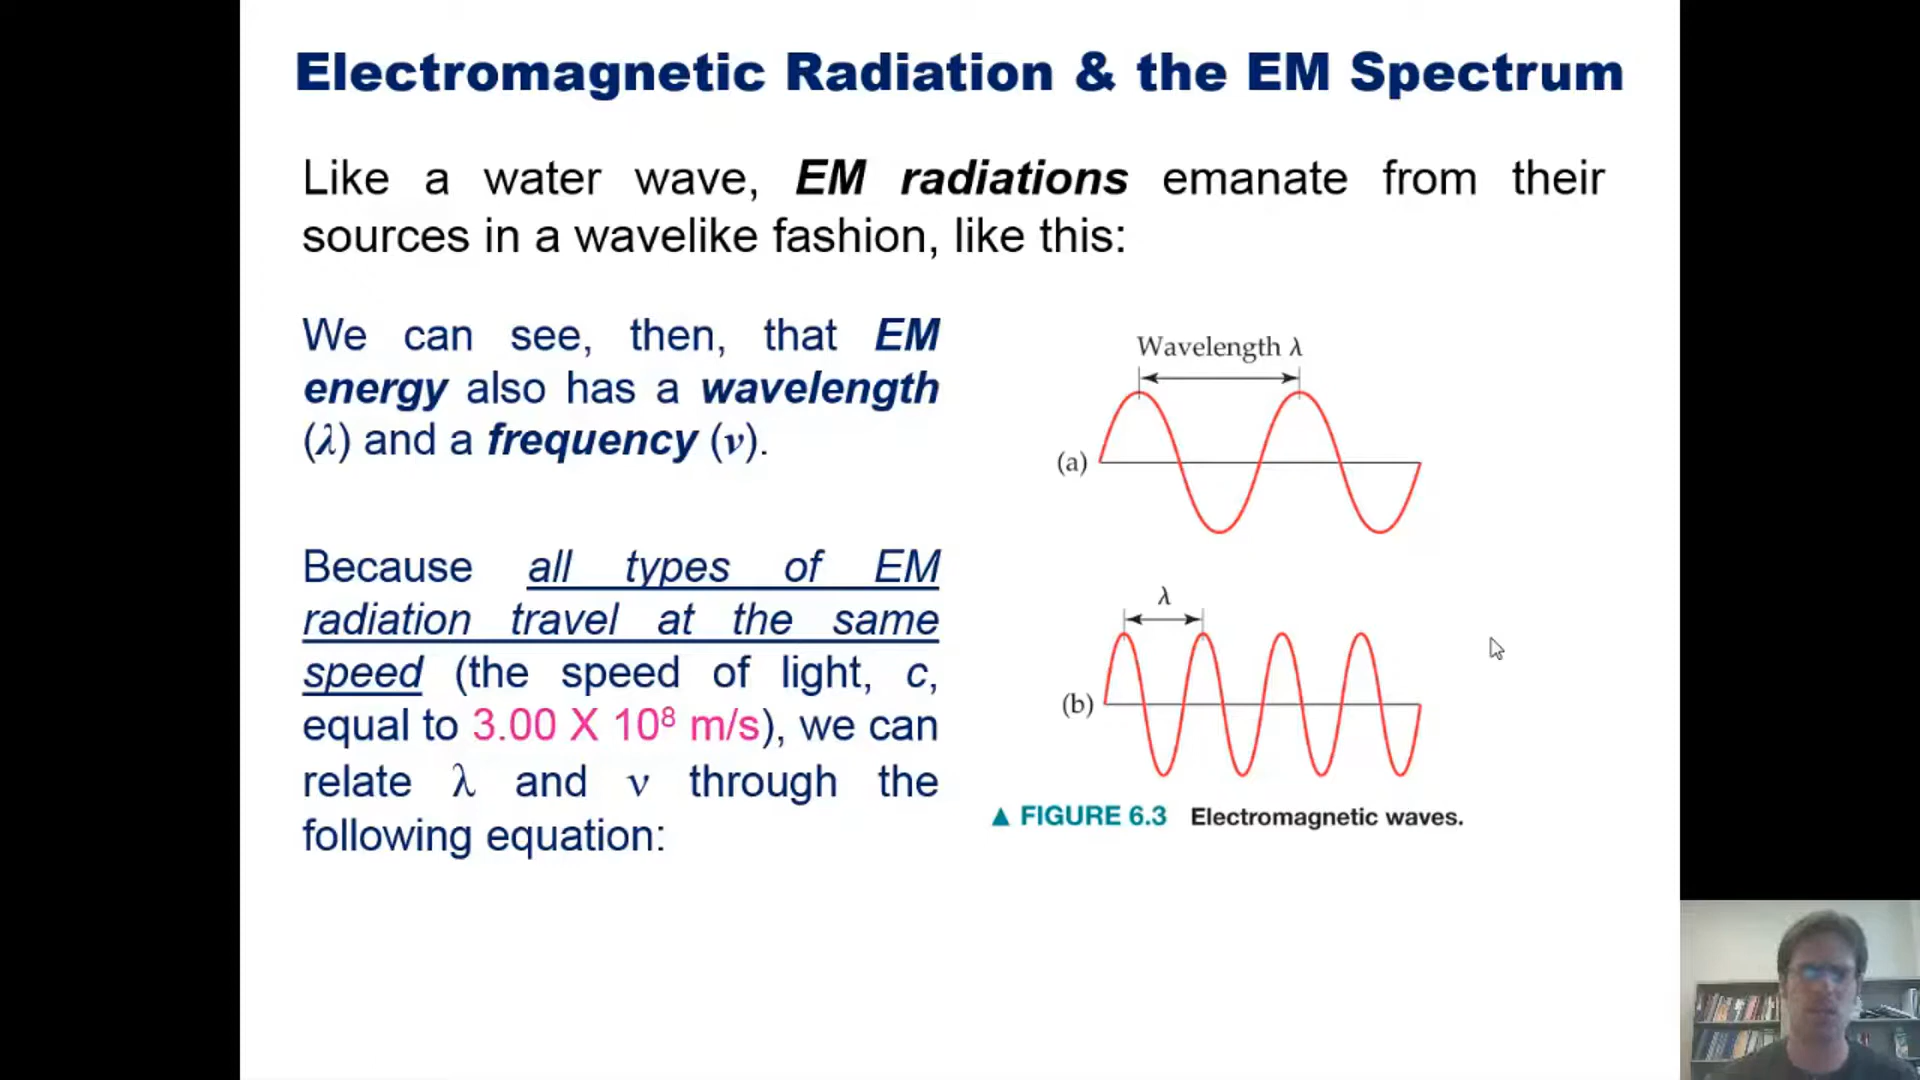 Electromagnetic Radiation & the EM Spectrum
Like a water wave, EM radiations emanate from their
sources in a wavelike fashion, like this:
We can see, then, that EM
energy also has a wavelength
(λ) and a frequency (ν).
Because all types of EM
radiation travel at the same
speed (the speed of light, c,
equal to 3.00 X 10⁸ m/s), we can
relate λ and ν through the
following equation:
Wavelength λ
(a)
λ
(b)
▲ FIGURE 6.3 Electromagnetic waves.